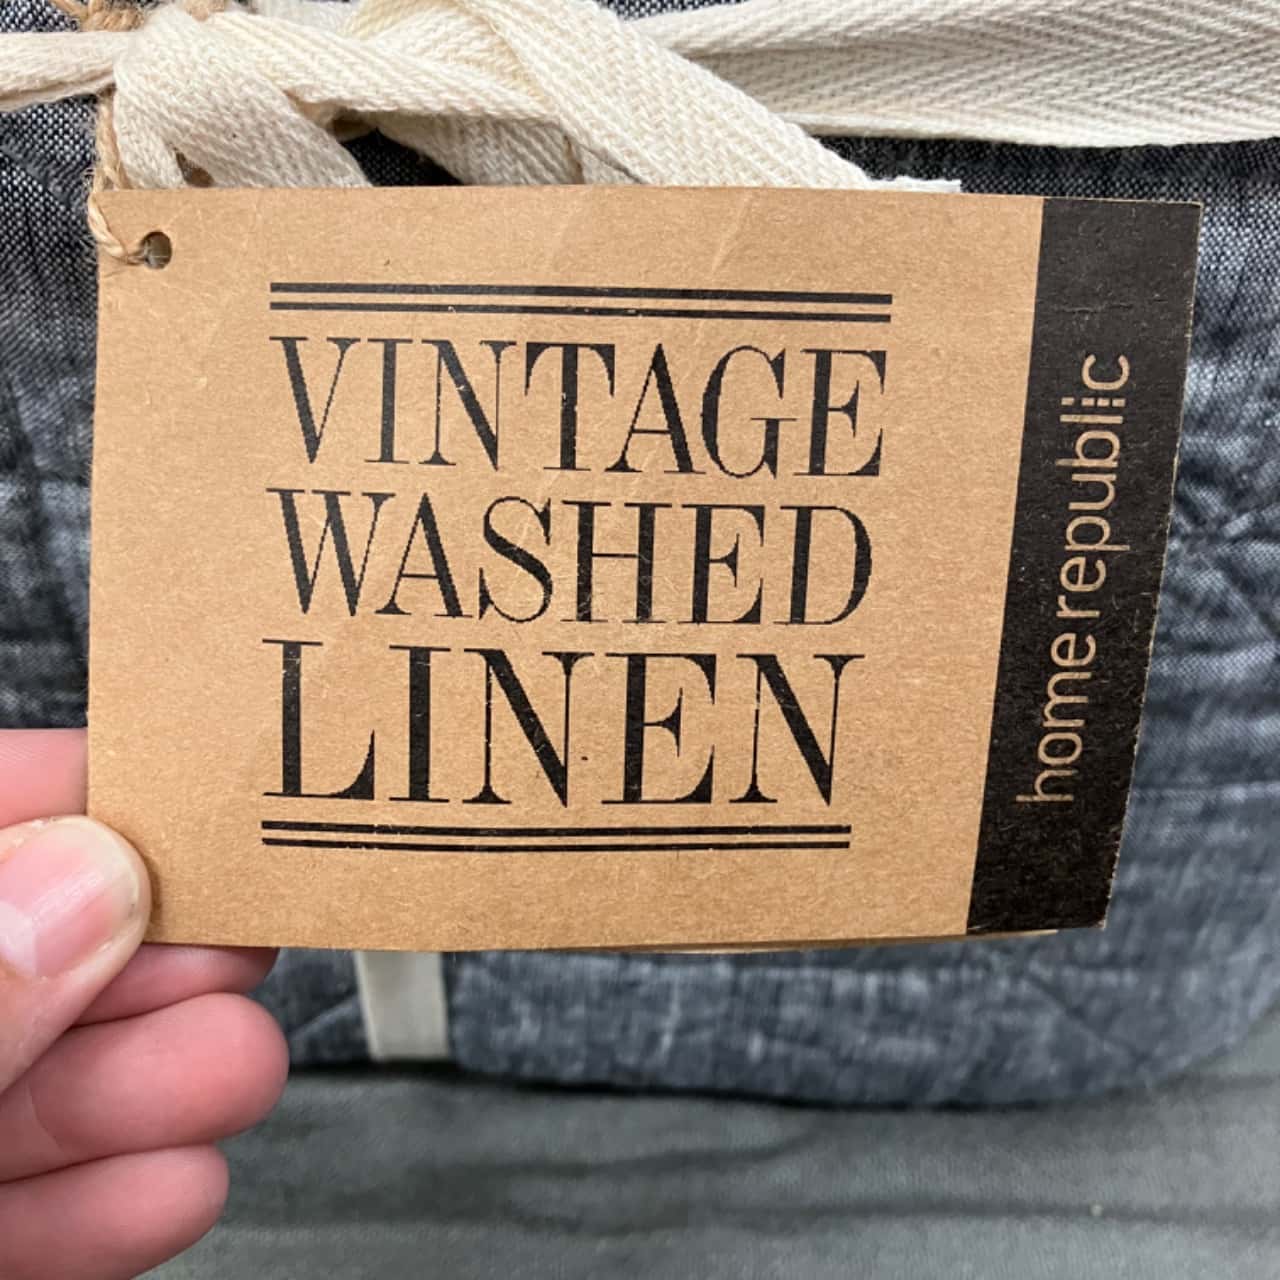 VINTAGE
WASHED
LINEN
home republic